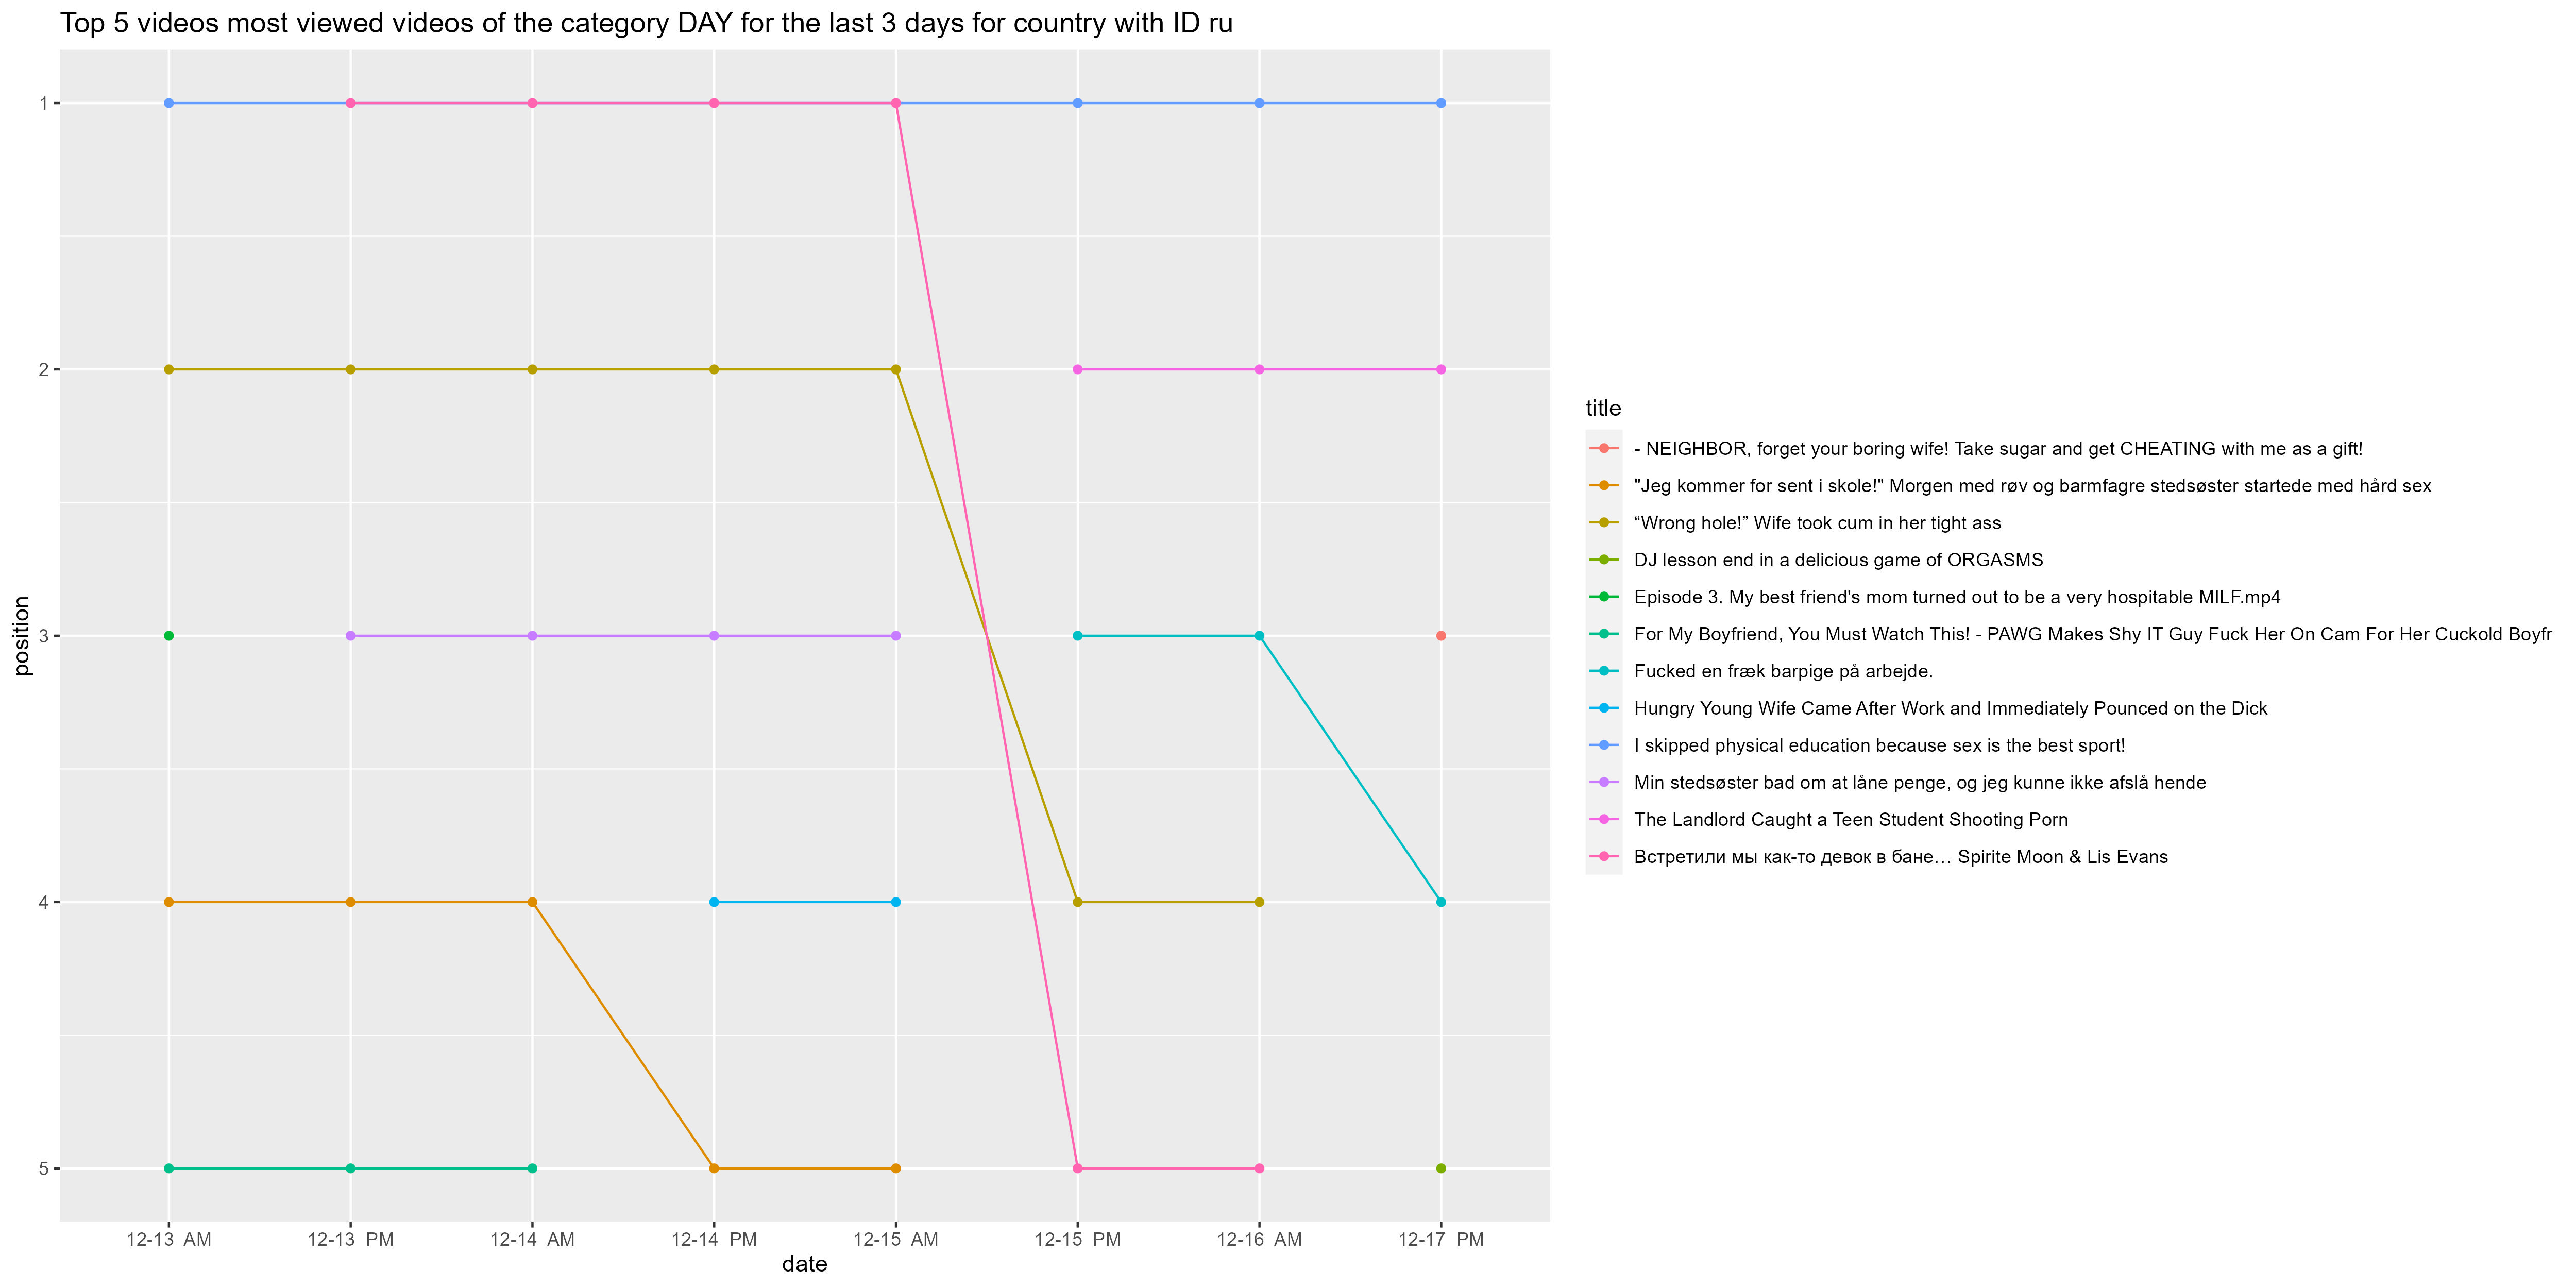 Top 5 videos most viewed videos of the category DAY for the last 3 days for country with ID ru
1
2
3
4
5
position
12-13 AM
12-13 PM
12-14 AM
12-14 PM
12-15 AM
12-15 PM
12-16 AM
12-17 PM
date
title
- NEIGHBOR, forget your boring wife! Take sugar and get CHEATING with me as a gift!
"Jeg kommer for sent i skole!" Morgen med røv og barmfagre stedsøster startede med hård sex
“Wrong hole!” Wife took cum in her tight ass
DJ lesson end in a delicious game of ORGASMS
Episode 3. My best friend's mom turned out to be a very hospitable MILF.mp4
For My Boyfriend, You Must Watch This! - PAWG Makes Shy IT Guy Fuck Her On Cam For Her Cuckold Boyfr
Fucked en fræk barpige på arbejde.
Hungry Young Wife Came After Work and Immediately Pounced on the Dick
I skipped physical education because sex is the best sport!
Min stedsøster bad om at låne penge, og jeg kunne ikke afslå hende
The Landlord Caught a Teen Student Shooting Porn
Встретили мы как-то девок в бане… Spirite Moon & Lis Evans